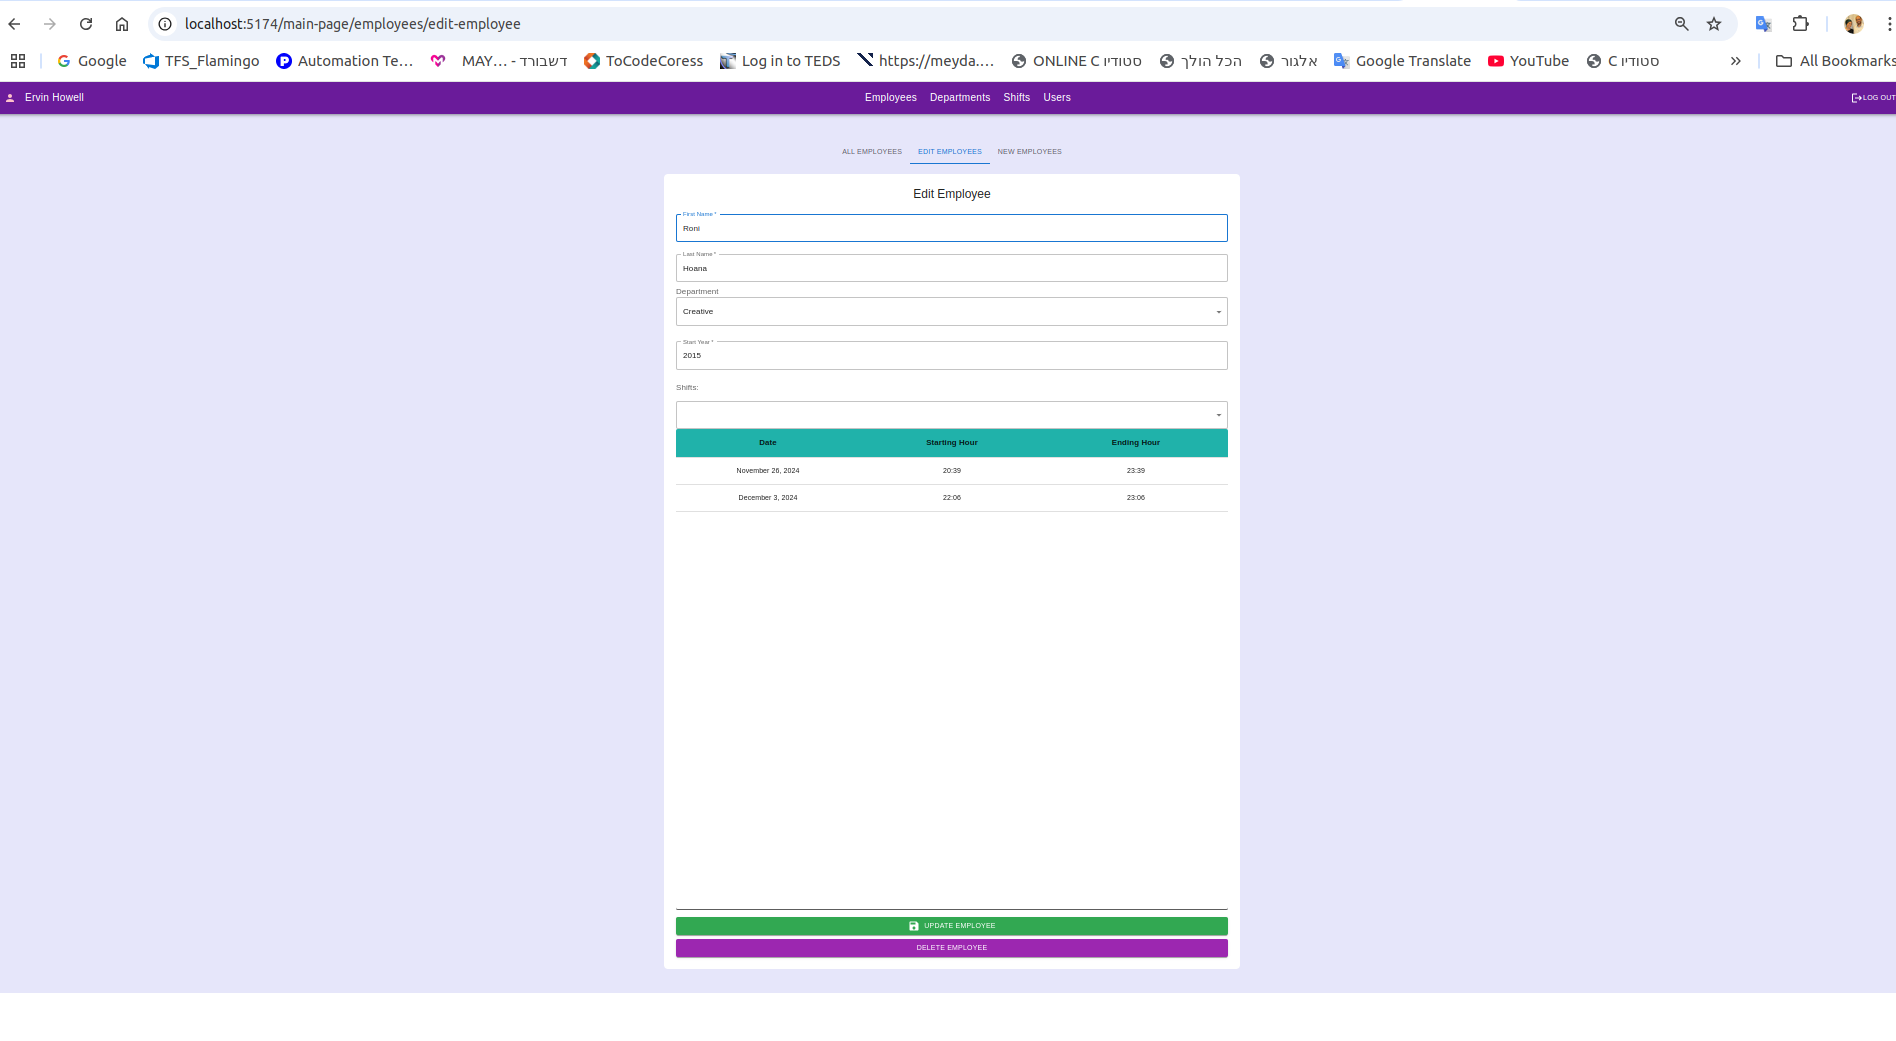 localhost:5174/main-page/employees/edit-employee
Google TFS_Flamingo Automation Te... MAY... - דשבורד ToCodeCoress Log in to TEDS https://meyda.... ONLINE C סטודיו הכל הולך אלגור Google Translate YouTube C סטודיו » All Bookmarks
Ervin Howell Employees Departments Shifts Users LOG OUT
ALL EMPLOYEES EDIT EMPLOYEES NEW EMPLOYEES
Edit Employee
First Name *
Roni
Last Name *
Hoana
Department
Creative
Start Year *
2015
Shifts:
Date Starting Hour Ending Hour
November 26, 2024 20:39 23:39
December 3, 2024 22:06 23:06
UPDATE EMPLOYEE
DELETE EMPLOYEE